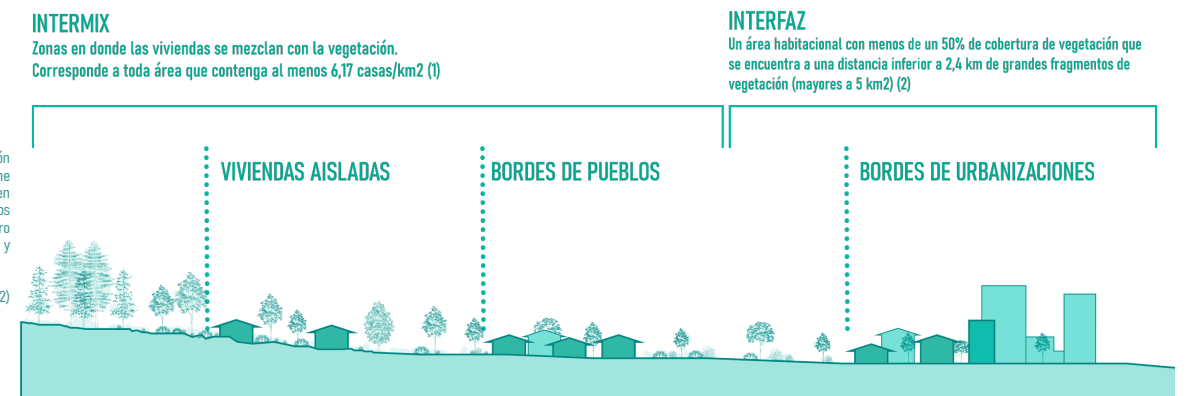 INTERMIX
Zonas en donde las viviendas se mezclan con la vegetación.
Corresponde a toda área que contenga al menos 6,17 casas/km2 (1)
INTERFAZ
Un área habitacional con menos de un 50% de cobertura de vegetación que
se encuentra a una distancia inferior a 2,4 km de grandes fragmentos de
vegetación (mayores a 5 km2) (2)
VIVIENDAS AISLADAS
BORDES DE PUEBLOS
BORDES DE URBANIZACIONES
y
2)